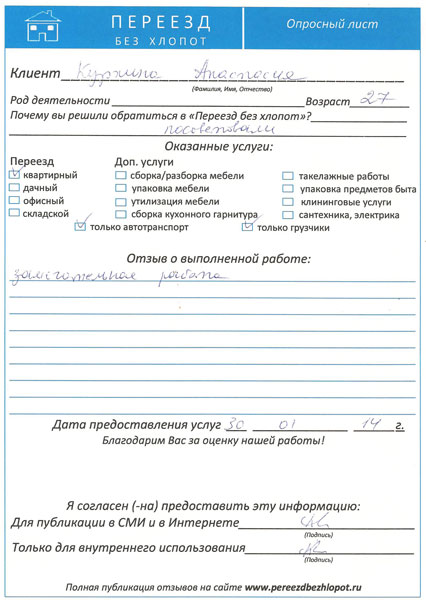 ПЕРЕЕЗД
БЕЗ ХЛОПОТ
Опросный лист
Клиент Анастасия
(Фамилия, Имя, Отчество)
Род деятельности Возраст 27
Почему вы решили обратиться в «Переезд без хлопот»?
посоветовали
Оказанные услуги:
Переезд Доп. услуги
квартирный сборка/разборка мебели такелажные работы
дачный упаковка мебели упаковка предметов быта
офисный утилизация мебели клининговые услуги
складской сборка кухонного гарнитура сантехника, электрика
только автотранспорт только грузчики
Отзыв о выполненной работе:
замечательная работа
Дата предоставления услуг 30 01 14 г.
Благодарим Вас за оценку нашей работы!
Я согласен (-на) предоставить эту информацию:
Для публикации в СМИ и в Интернете
(Подпись)
Только для внутреннего использования
(Подпись)
Полная публикация отзывов на сайте www.pereezdbezhlopot.ru